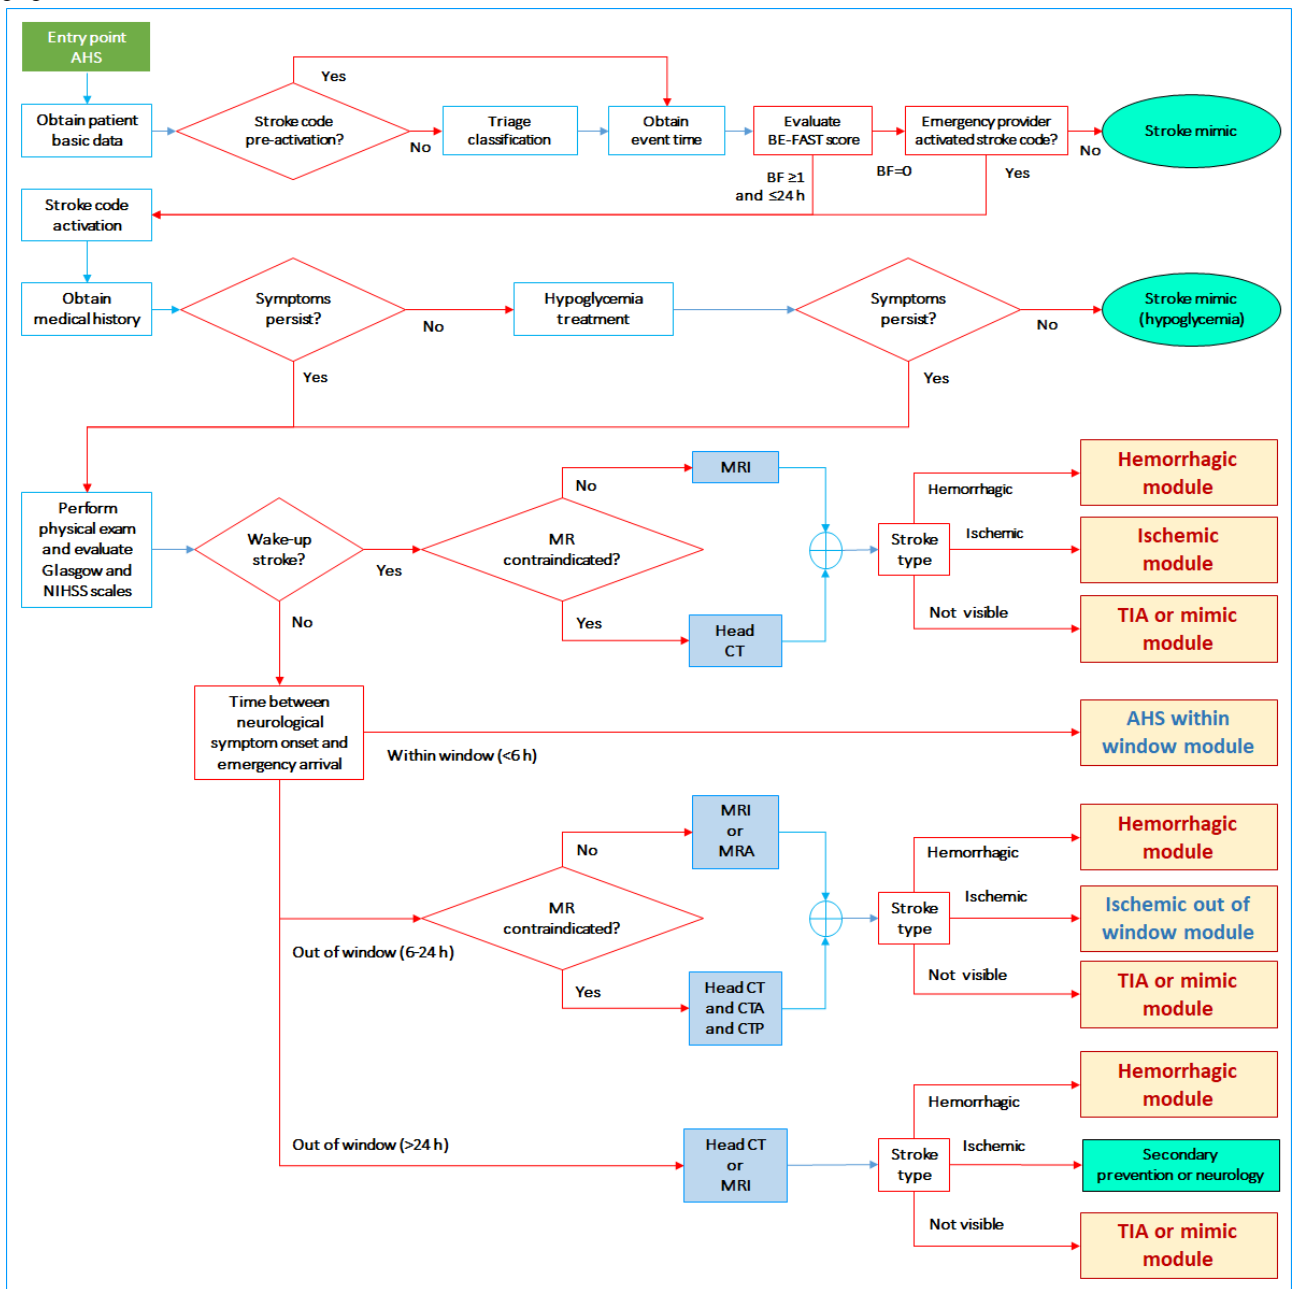 Entry point
AHS
Obtain patient
basic data
Stroke code
pre-activation?
Yes
No
Triage
classification
Obtain
event time
Evaluate
BE-FAST score
BF ≥1
and ≤24 h
BF=0
Emergency provider
activated stroke code?
Yes
No
Stroke mimic
Stroke code
activation
Obtain
medical history
Symptoms
persist?
No
Yes
Hypoglycemia
treatment
Symptoms
persist?
No
Yes
Stroke mimic
(hypoglycemia)
Perform
physical exam
and evaluate
Glasgow and
NIHSS scales
Wake-up
stroke?
Yes
No
MR
contraindicated?
No
Yes
MRI
Head
CT
Stroke
type
Hemorrhagic
Ischemic
Not visible
Hemorrhagic
module
Ischemic
module
TIA or mimic
module
Time between
neurological
symptom onset and
emergency arrival
Within window (<6 h)
AHS within
window module
Out of window (6-24 h)
MR
contraindicated?
No
Yes
MRI
or
MRA
Head CT
and CTA
and CTP
Stroke
type
Hemorrhagic
Ischemic
Not visible
Hemorrhagic
module
Ischemic out of
window module
TIA or mimic
module
Out of window (>24 h)
Head CT
or
MRI
Stroke
type
Hemorrhagic
Ischemic
Not visible
Hemorrhagic
module
Secondary
prevention or neurology
TIA or mimic
module